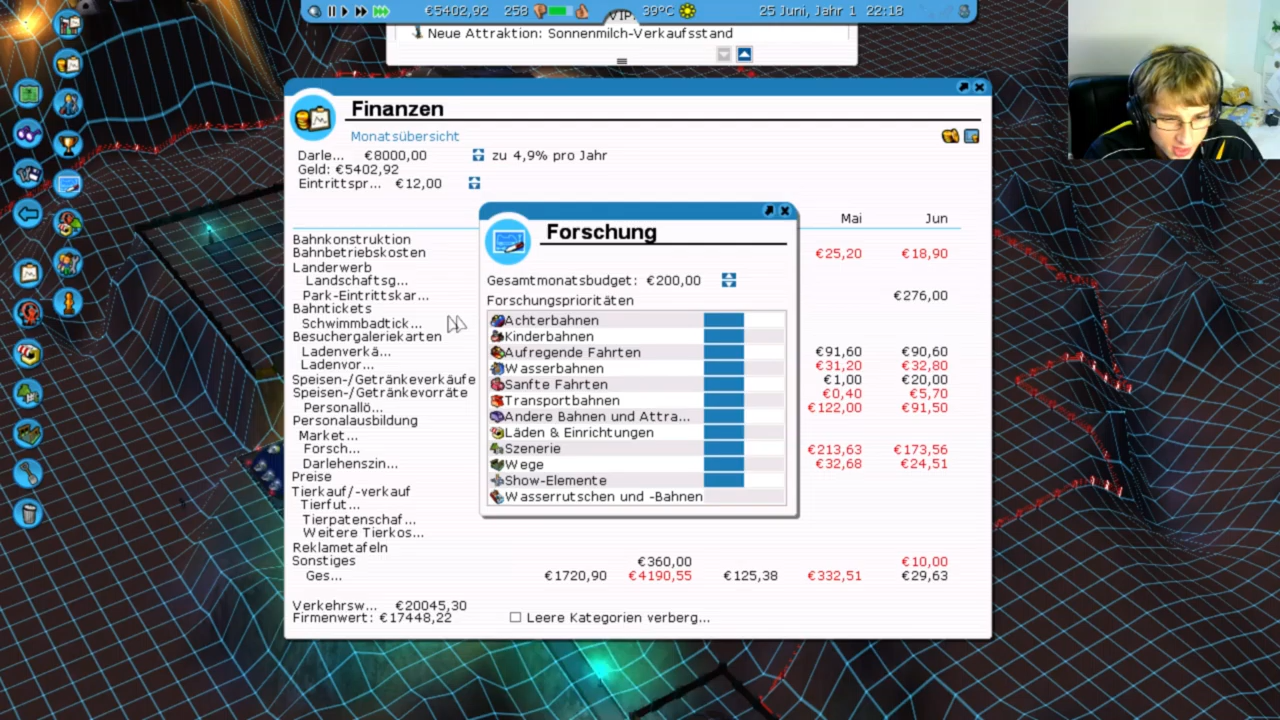 €5402,92 258 VIP 39°C 25 Juni, Jahr 1 22:18
Neue Attraktion: Sonnenmilch-Verkaufsstand
Finanzen
Monatsübersicht
Darle... €8000,00 zu 4,9% pro Jahr
Geld: €5402,92
Eintrittspr... €12,00
Mai Jun
Bahnkonstruktion
Bahnbetriebskosten €25,20 €18,90
Landerwerb
Landschaftsg...
Park-Eintrittskar... €276,00
Bahntickets
Schwimmbadtick...
Besuchergaleriekarten
Ladenverkä... €91,60 €90,60
Ladenvor... €31,20 €32,80
Speisen-/Getränkeverkäufe €1,00 €20,00
Speisen-/Getränkevorräte €0,40 €5,70
Personallö... €122,00 €91,50
Personalausbildung
Market...
Forsch... €213,63 €173,56
Darlehenszin... €32,68 €24,51
Preise
Tierkauf/-verkauf
Tierfut...
Tierpatenschaf...
Weitere Tierkos...
Reklametafeln
Sonstiges €360,00 €10,00
Ges... €1720,90 €4190,55 €125,38 €332,51 €29,63
Verkehrsw... €20045,30
Firmenwert: €17448,22
Leere Kategorien verberg...
Forschung
Gesamtmonatsbudget: €200,00
Forschungsprioritäten
Achterbahnen
Kinderbahnen
Aufregende Fahrten
Wasserbahnen
Sanfte Fahrten
Transportbahnen
Andere Bahnen und Attra...
Läden & Einrichtungen
Szenerie
Wege
Show-Elemente
Wasserrutschen und -Bahnen